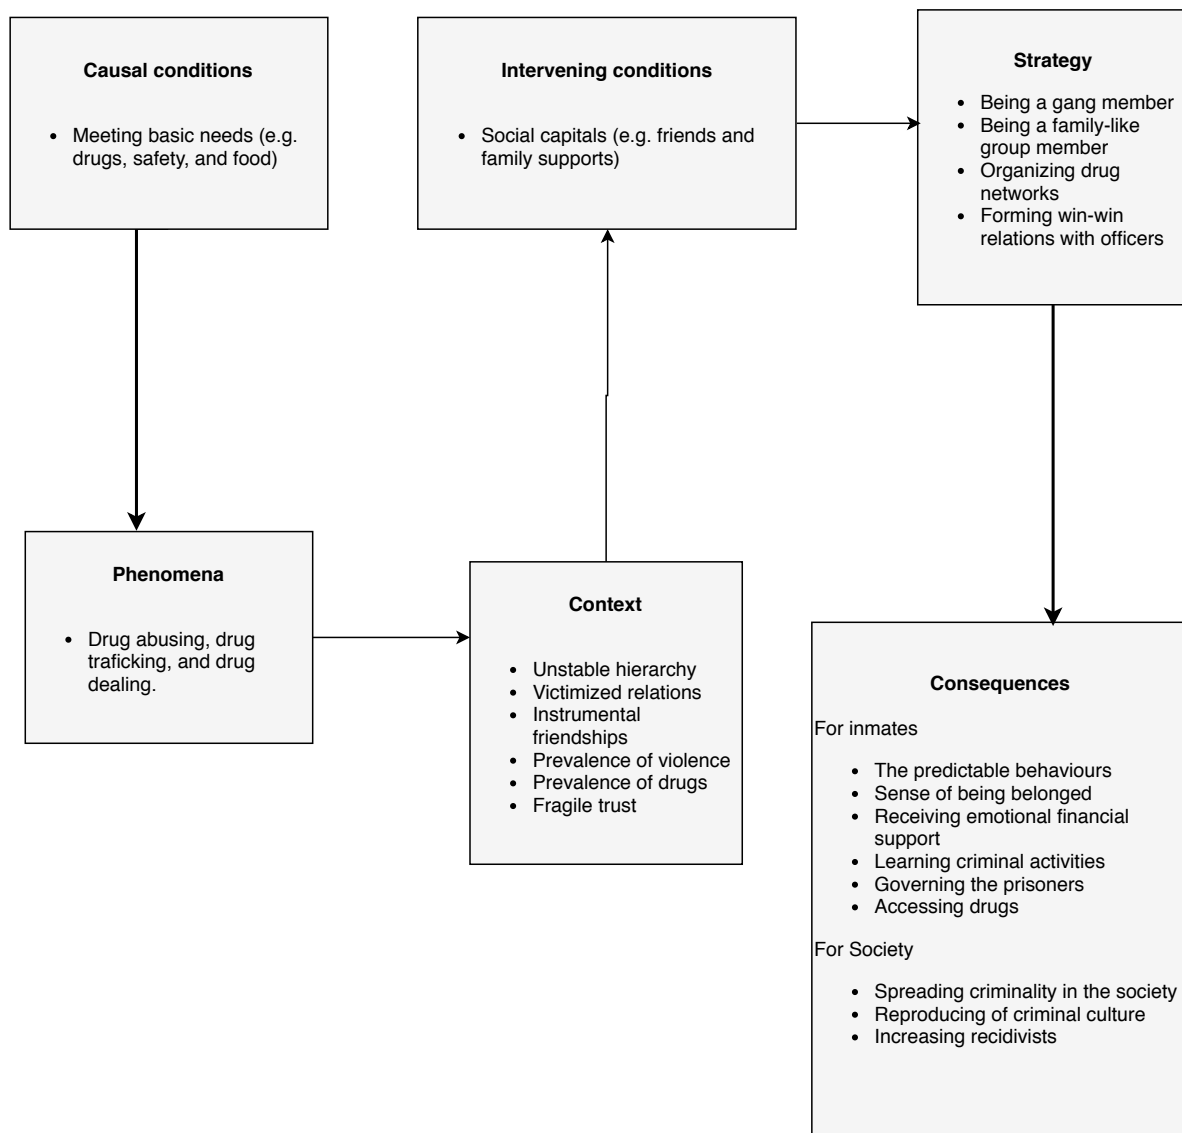 Causal conditions
• Meeting basic needs (e.g.
drugs, safety, and food)
Intervening conditions
• Social capitals (e.g. friends and
family supports)
Strategy
• Being a gang member
• Being a family-like
group member
• Organizing drug
networks
• Forming win-win
relations with officers
Phenomena
• Drug abusing, drug
traficking, and drug
dealing.
Context
• Unstable hierarchy
• Victimized relations
• Instrumental
friendships
• Prevalence of violence
• Prevalence of drugs
• Fragile trust
Consequences
For inmates
• The predictable behaviours
• Sense of being belonged
• Receiving emotional financial
support
• Learning criminal activities
• Governing the prisoners
• Accessing drugs
For Society
• Spreading criminality in the society
• Reproducing of criminal culture
• Increasing recidivists